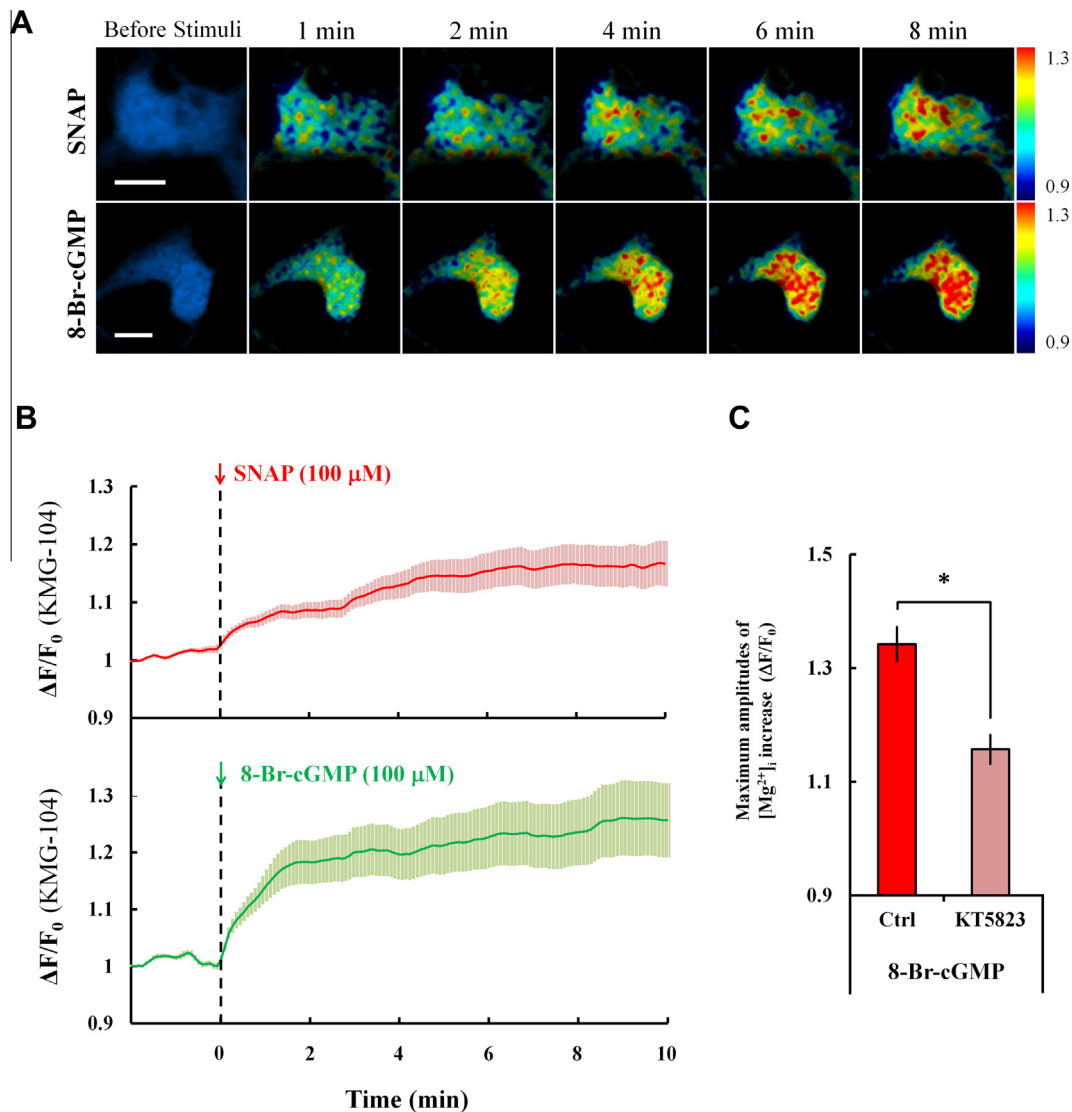 A
Before Stimuli 1 min 2 min 4 min 6 min 8 min
SNAP
1.3
0.9
8-Br-cGMP
1.3
0.9
B
SNAP (100 μM)
ΔF/F0 (KMG-104)
1.3
1.2
1.1
1
0.9
8-Br-cGMP (100 μM)
ΔF/F0 (KMG-104)
1.3
1.2
1.1
1
0.9
0 2 4 6 8 10
Time (min)
C
Maximum amplitudes of
[Mg2+]i increase (ΔF/F0)
1.5
1.3
1.1
0.9
*
Ctrl KT5823
8-Br-cGMP